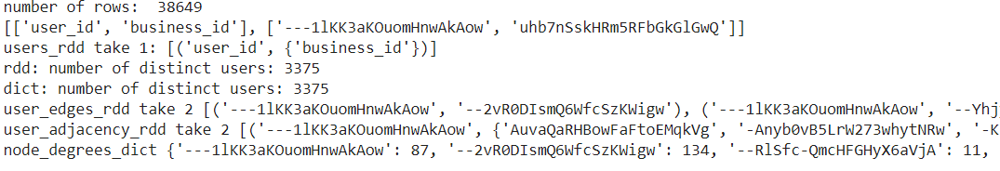 number of rows:  38649
[['user_id', 'business_id'], ['---1lKK3aKOuomHnwAkAow', 'uhb7nSskHRm5RFbGkGlGwQ']]
users_rdd take 1: [('user_id', {'business_id'})]
rdd: number of distinct users: 3375
dict: number of distinct users: 3375
user_edges_rdd take 2 [('---1lKK3aKOuomHnwAkAow', '--2vR0DIsmQ6WfcSzKWigw'), ('---1lKK3aKOuomHnwAkAow', '--Yhj
user_adjacency_rdd take 2 [('---1lKK3aKOuomHnwAkAow', {'AuvaQaRHBowFaFtoEMqkVg', '-Anyb0vB5LrW273whytNRw', '-K
node_degrees_dict {'---1lKK3aKOuomHnwAkAow': 87, '--2vR0DIsmQ6WfcSzKWigw': 134, '--RlSfc-QmcHFGHyX6aVjA': 11,